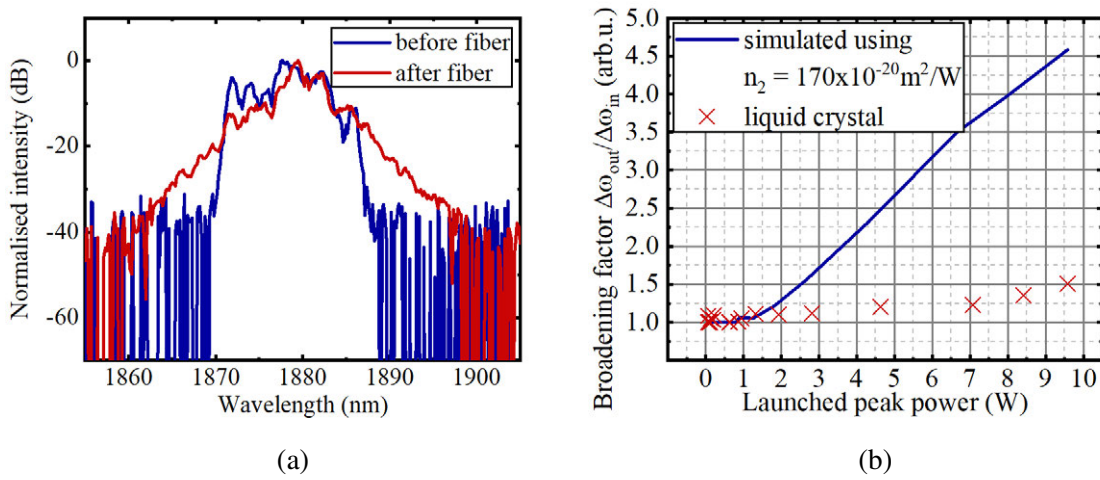 before fiber
after fiber
0
-20
-40
-60
Normalised intensity (dB)
1860 1870 1880 1890 1900
Wavelength (nm)
(a)
simulated using
n₂ = 170x10⁻²⁰m²/W
liquid crystal
5.0
4.5
4.0
3.5
3.0
2.5
2.0
1.5
1.0
Broadening factor Δω_out/Δω_in (arb.u.)
0 1 2 3 4 5 6 7 8 9 10
Launched peak power (W)
(b)